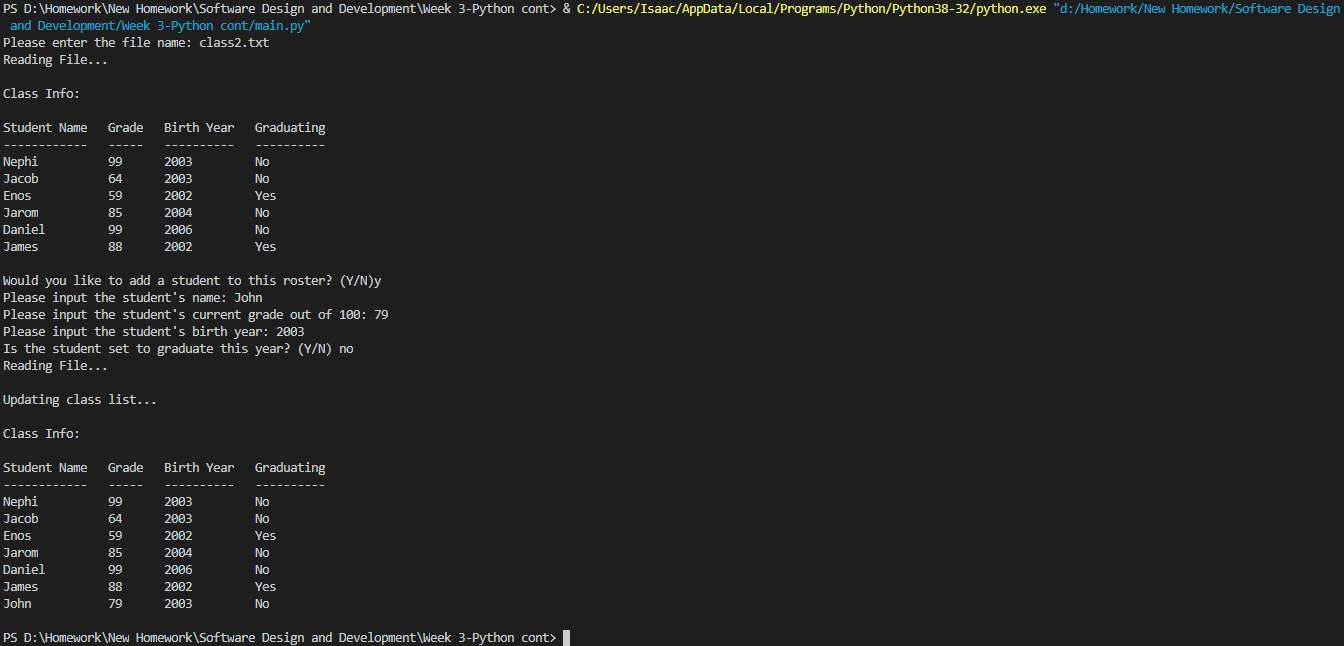 PS D:\Homework\New Homework\Software Design and Development\Week 3-Python cont> & C:/Users/Isaac/AppData/Local/Programs/Python/Python38-32/python.exe "d:/Homework/New Homework/Software Design
and Development/Week 3-Python cont/main.py"
Please enter the file name: class2.txt
Reading File...
Class Info:
Student Name   Grade   Birth Year   Graduating
------------   -----   ----------   ----------
Nephi          99      2003         No
Jacob          64      2003         No
Enos           59      2002         Yes
Jarom          85      2004         No
Daniel         99      2006         No
James          88      2002         Yes
Would you like to add a student to this roster? (Y/N)y
Please input the student's name: John
Please input the student's current grade out of 100: 79
Please input the student's birth year: 2003
Is the student set to graduate this year? (Y/N) no
Reading File...
Updating class list...
Class Info:
Student Name   Grade   Birth Year   Graduating
------------   -----   ----------   ----------
Nephi          99      2003         No
Jacob          64      2003         No
Enos           59      2002         Yes
Jarom          85      2004         No
Daniel         99      2006         No
James          88      2002         Yes
John           79      2003         No
PS D:\Homework\New Homework\Software Design and Development\Week 3-Python cont>